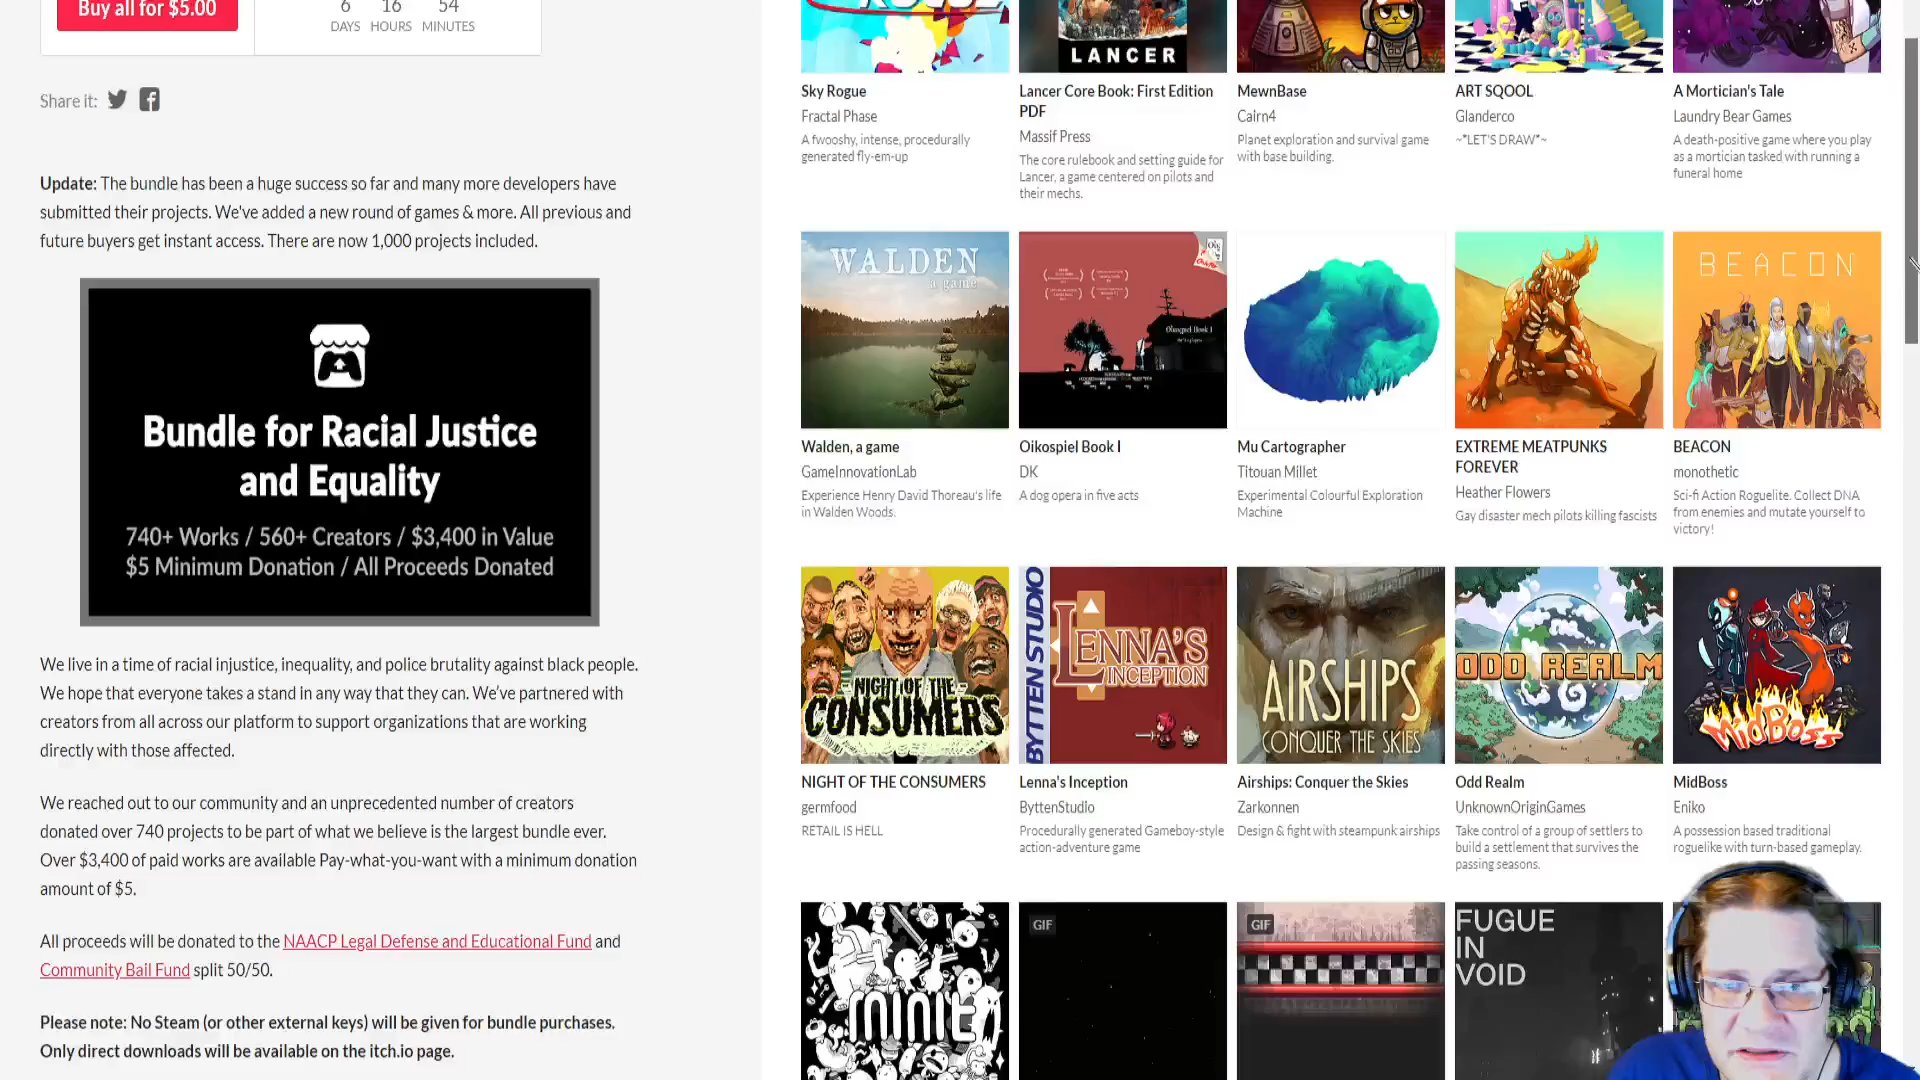 Buy all for $5.00
6 16 54
DAYS HOURS MINUTES
Share it:
Update: The bundle has been a huge success so far and many more developers have
submitted their projects. We've added a new round of games & more. All previous and
future buyers get instant access. There are now 1,000 projects included.
Bundle for Racial Justice
and Equality
740+ Works / 560+ Creators / $3,400 in Value
$5 Minimum Donation / All Proceeds Donated
We live in a time of racial injustice, inequality, and police brutality against black people.
We hope that everyone takes a stand in any way that they can. We've partnered with
creators from all across our platform to support organizations that are working
directly with those affected.
We reached out to our community and an unprecedented number of creators
donated over 740 projects to be part of what we believe is the largest bundle ever.
Over $3,400 of paid works are available Pay-what-you-want with a minimum donation
amount of $5.
All proceeds will be donated to the NAACP Legal Defense and Educational Fund and
Community Bail Fund split 50/50.
Please note: No Steam (or other external keys) will be given for bundle purchases.
Only direct downloads will be available on the itch.io page.
LANCER
Sky Rogue
Fractal Phase
A fwooshy, intense, procedurally
generated fly-em-up
Lancer Core Book: First Edition
PDF
Massif Press
The core rulebook and setting guide for
Lancer, a game centered on pilots and
their mechs.
MewnBase
Cairn4
Planet exploration and survival game
with base building.
ART SQOOL
Glanderco
~*LET'S DRAW*~
A Mortician's Tale
Laundry Bear Games
A death-positive game where you play
as a mortician tasked with running a
funeral home
WALDEN
a game
Oikospiel Book I
BEACON
Walden, a game
GameInnovationLab
Experience Henry David Thoreau's life
in Walden Woods.
Oikospiel Book I
DK
A dog opera in five acts
Mu Cartographer
Titouan Millet
Experimental Colourful Exploration
Machine
EXTREME MEATPUNKS
FOREVER
Heather Flowers
Gay disaster mech pilots killing fascists
BEACON
monothetic
Sci-fi Action Roguelite. Collect DNA
from enemies and mutate yourself to
victory!
NIGHT OF THE
CONSUMERS
BYTTEN STUDIO
LENNA'S
INCEPTION
AIRSHIPS
CONQUER THE SKIES
ODD REALM
MidBoss
NIGHT OF THE CONSUMERS
germfood
RETAIL IS HELL
Lenna's Inception
ByttenStudio
Procedurally generated Gameboy-style
action-adventure game
Airships: Conquer the Skies
Zarkonnen
Design & fight with steampunk airships
Odd Realm
UnknownOriginGames
Take control of a group of settlers to
build a settlement that survives the
passing seasons.
MidBoss
Eniko
A possession based traditional
roguelike with turn-based gameplay.
minit
GIF
GIF
FUGUE
IN
VOID